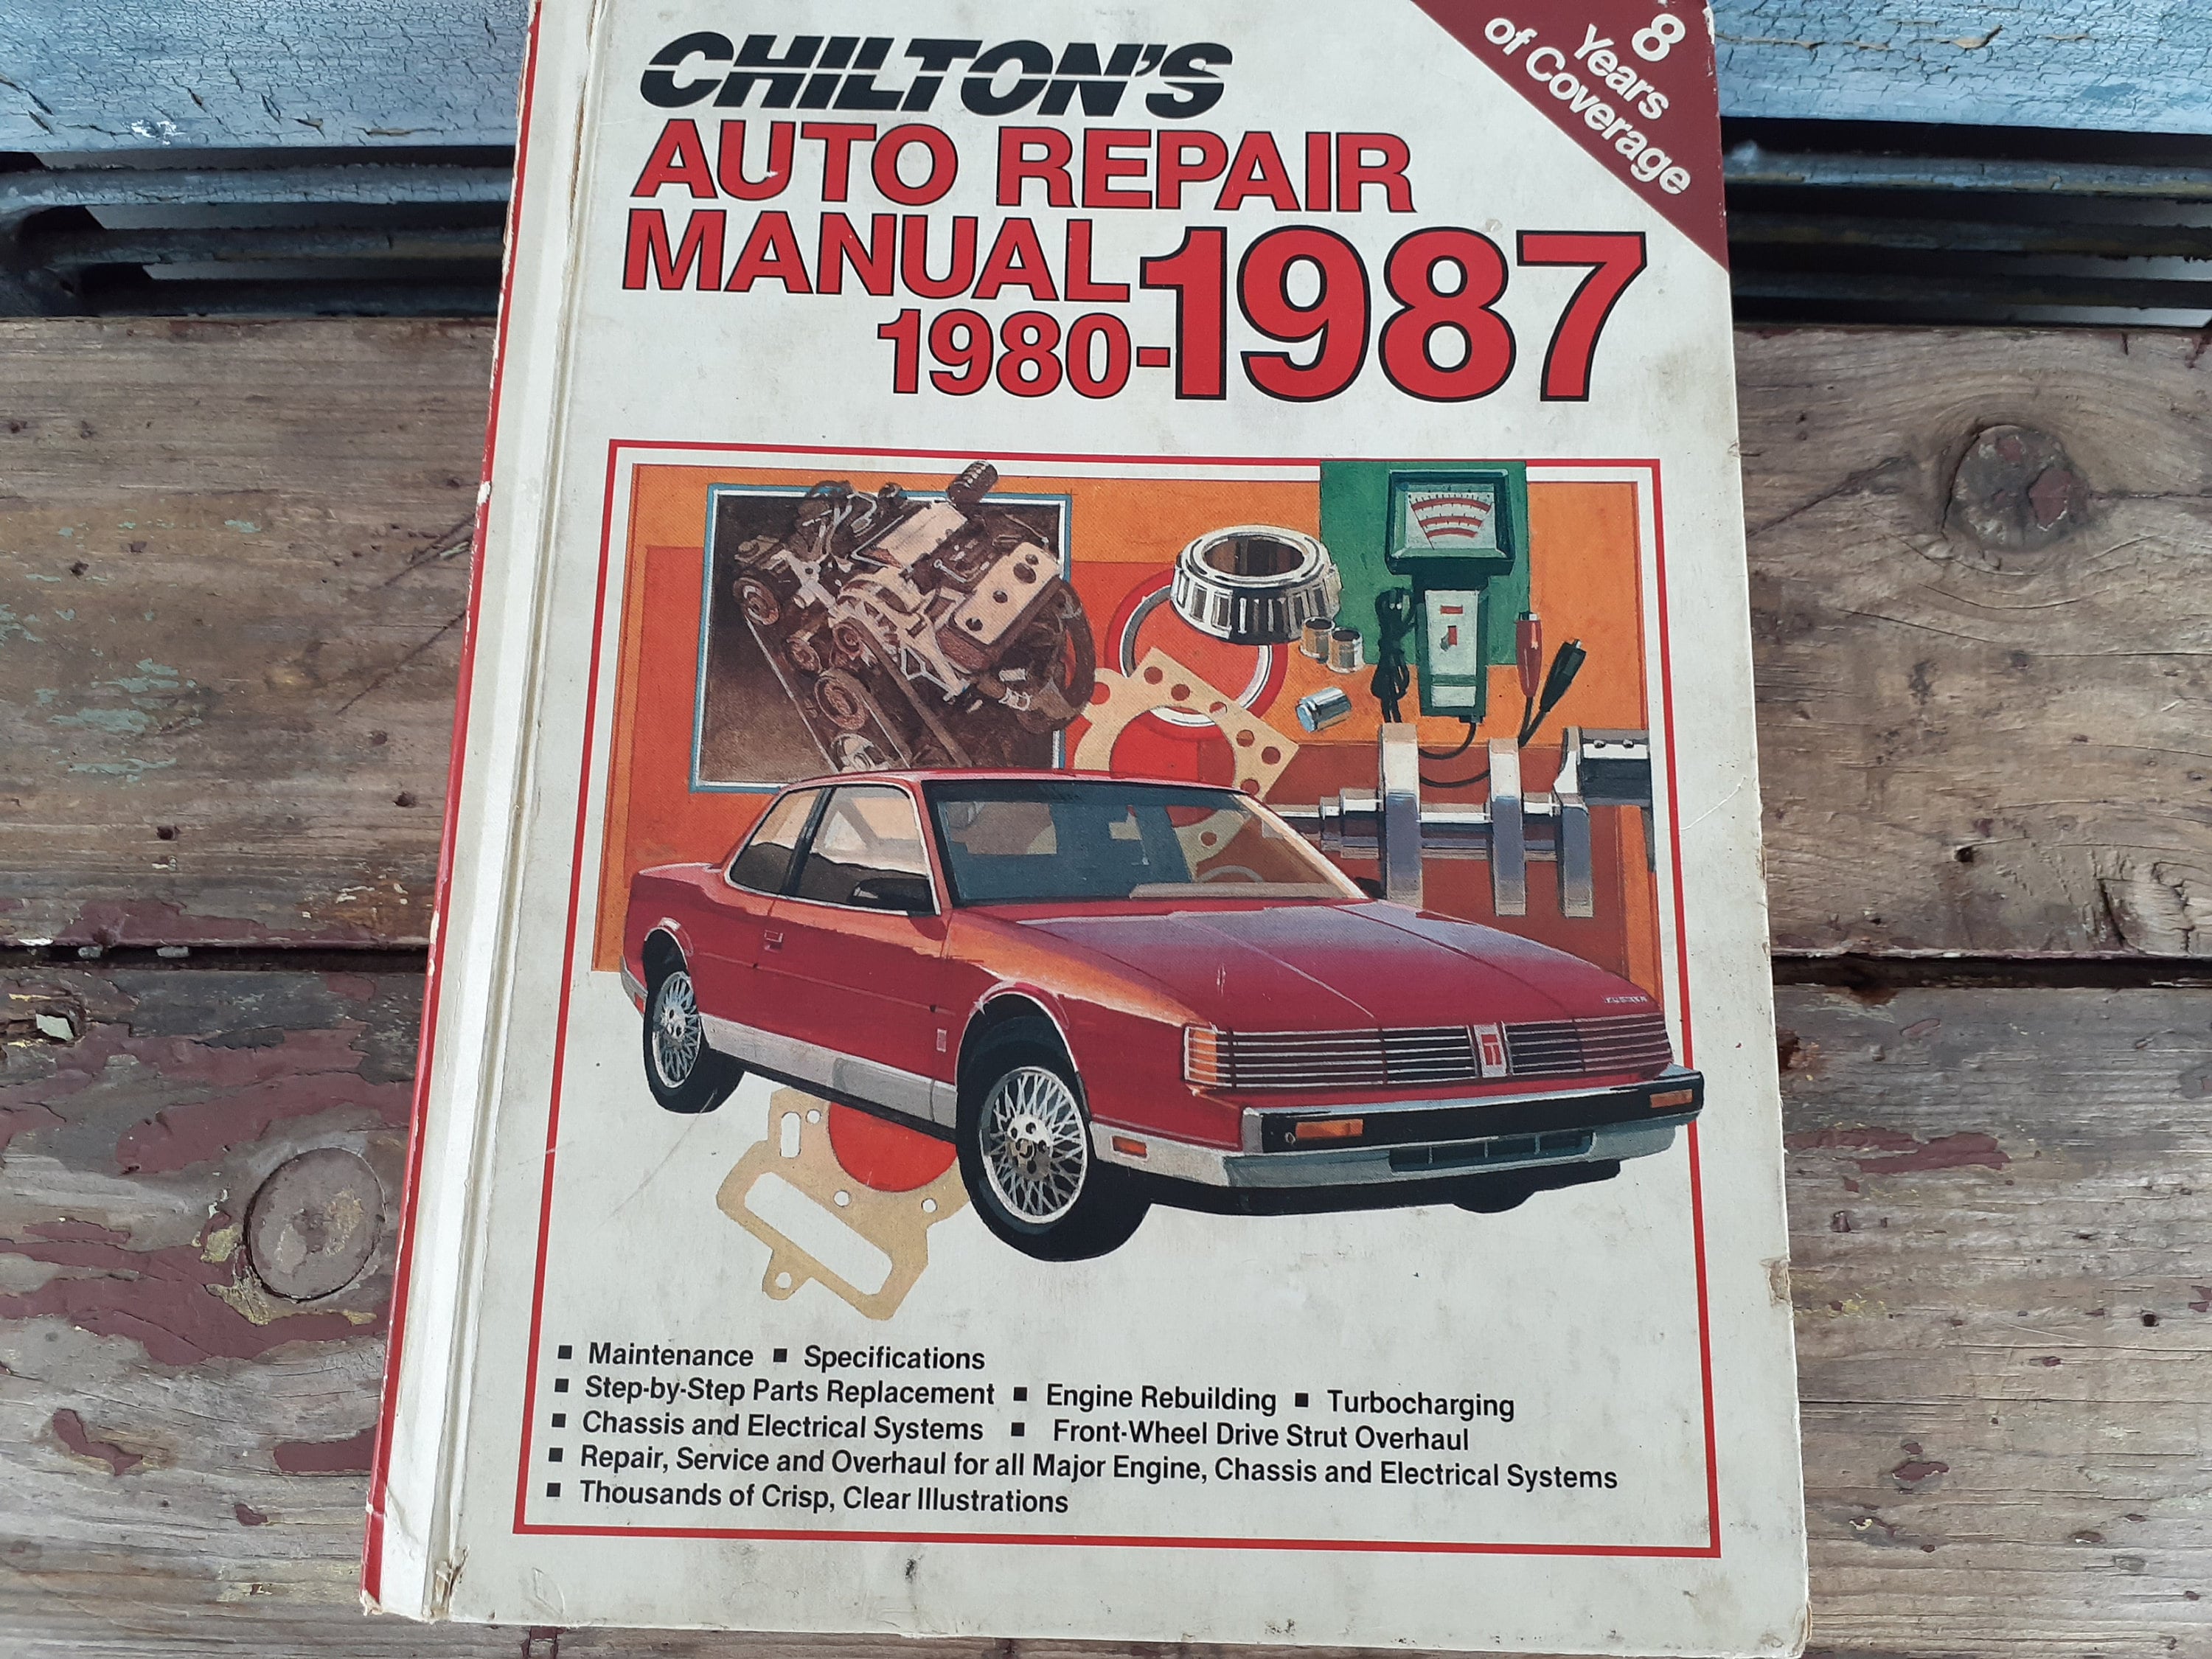 CHILTON'S
AUTO REPAIR
MANUAL
1980-1987
8
Years
of Coverage
■ Maintenance ■ Specifications
■ Step-by-Step Parts Replacement ■ Engine Rebuilding ■ Turbocharging
■ Chassis and Electrical Systems ■ Front-Wheel Drive Strut Overhaul
■ Repair, Service and Overhaul for all Major Engine, Chassis and Electrical Systems
■ Thousands of Crisp, Clear Illustrations